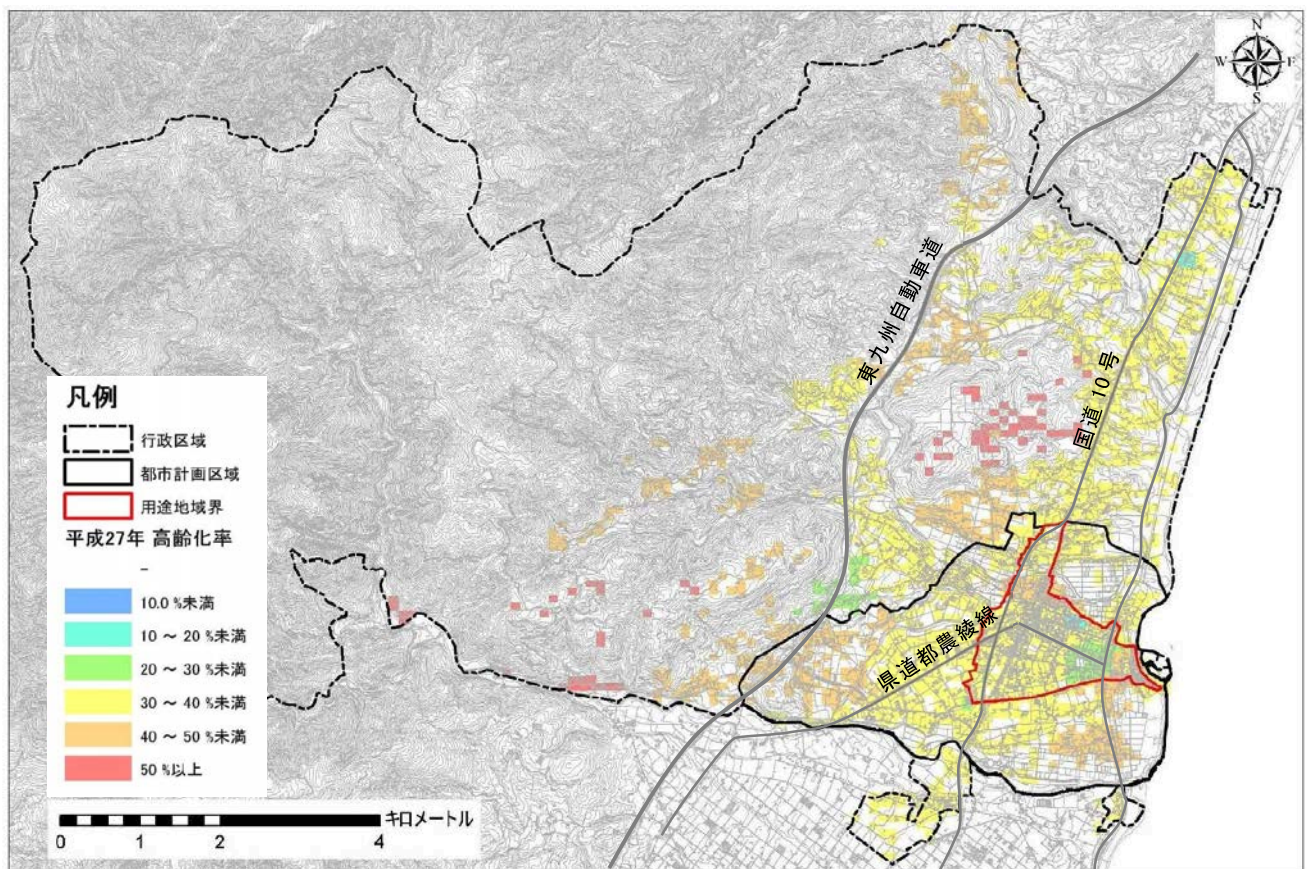 N
W
E
S
東九州自動車道
国道10号
県道都農綾線
凡例
行政区域
都市計画区域
用途地域界
平成27年 高齢化率
-
10.0 %未満
10 ~ 20 %未満
20 ~ 30 %未満
30 ~ 40 %未満
40 ~ 50 %未満
50 %以上
キロメートル
0 1 2 4